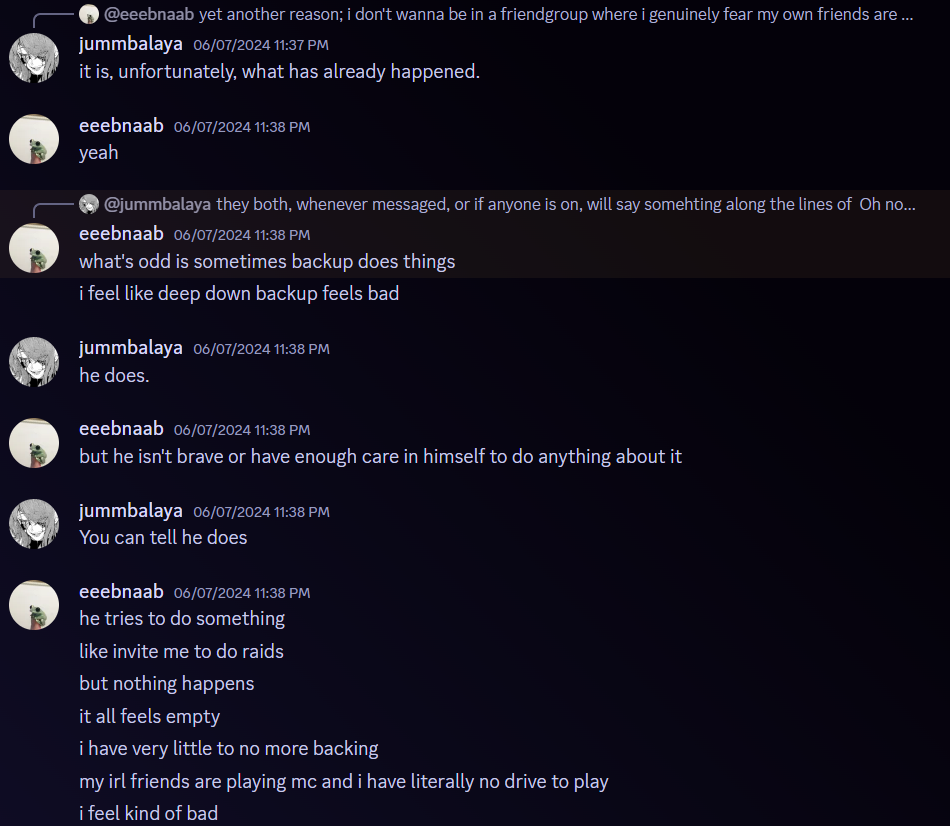 @eeebnaab yet another reason; i don't wanna be in a friendgroup where i genuinely fear my own friends are ...
jummbalaya 06/07/2024 11:37 PM
it is, unfortunately, what has already happened.
eeebnaab 06/07/2024 11:38 PM
yeah
@jummbalaya they both, whenever messaged, or if anyone is on, will say somehting along the lines of Oh no...
eeebnaab 06/07/2024 11:38 PM
what's odd is sometimes backup does things
i feel like deep down backup feels bad
jummbalaya 06/07/2024 11:38 PM
he does.
eeebnaab 06/07/2024 11:38 PM
but he isn't brave or have enough care in himself to do anything about it
jummbalaya 06/07/2024 11:38 PM
You can tell he does
eeebnaab 06/07/2024 11:38 PM
he tries to do something
like invite me to do raids
but nothing happens
it all feels empty
i have very little to no more backing
my irl friends are playing mc and i have literally no drive to play
i feel kind of bad